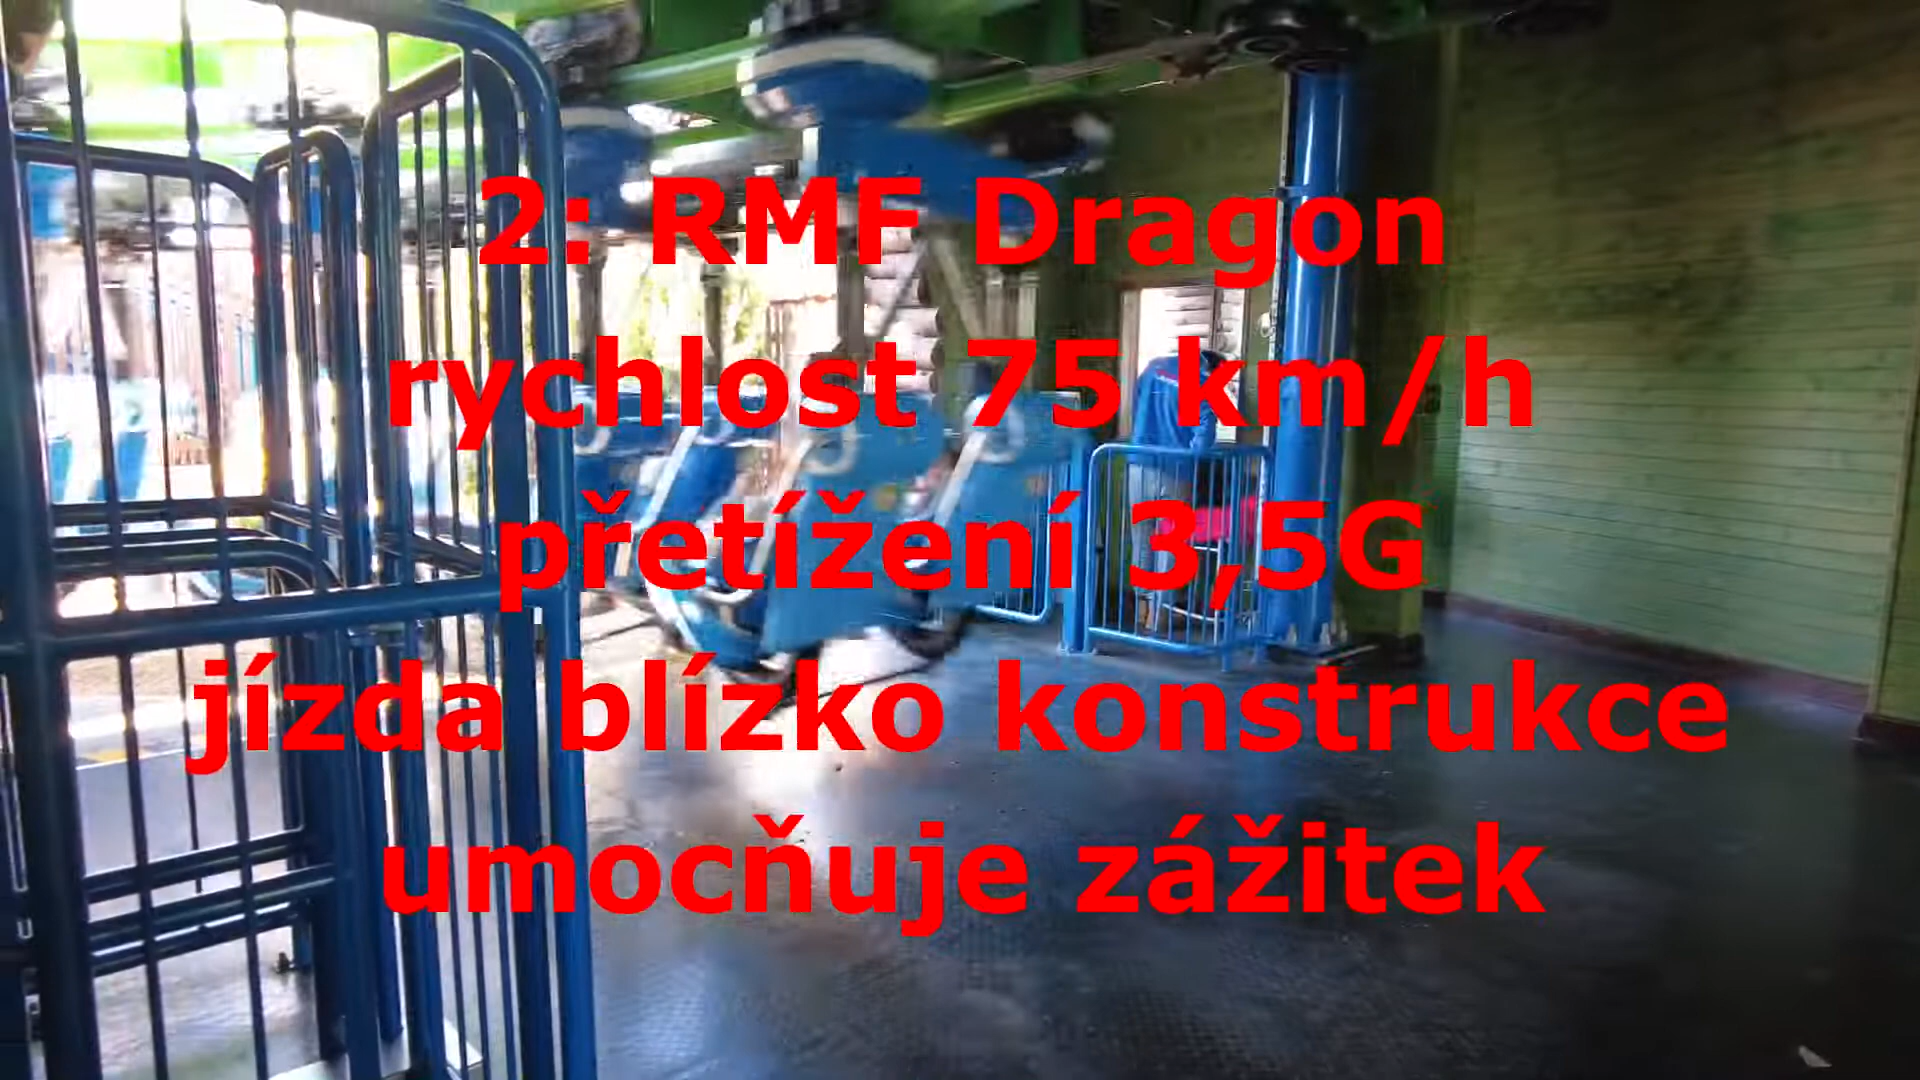 2: RMF Dragon
rychlost 75 km/h
přetížení 3,5G
jízda blízko konstrukce
umocňuje zážitek